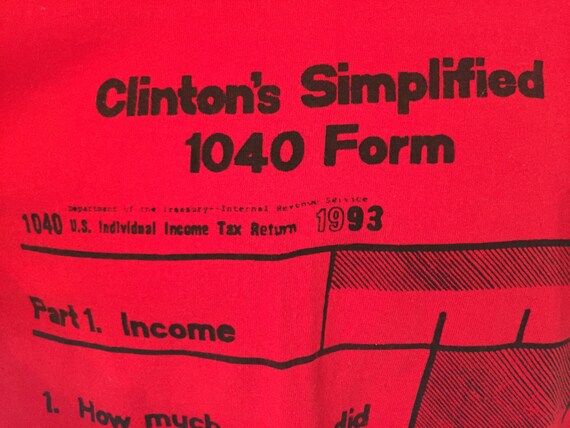 Clinton's Simplified
1040 Form
Department of the Treasury--Internal Revenue Service
1040 U.S. Individual Income Tax Return 1993
Part 1. Income
1. How much did